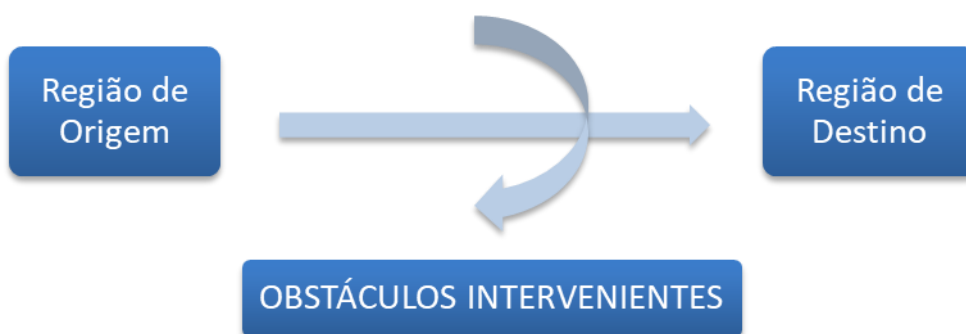 Região de
Origem
Região de
Destino
OBSTÁCULOS INTERVENIENTES